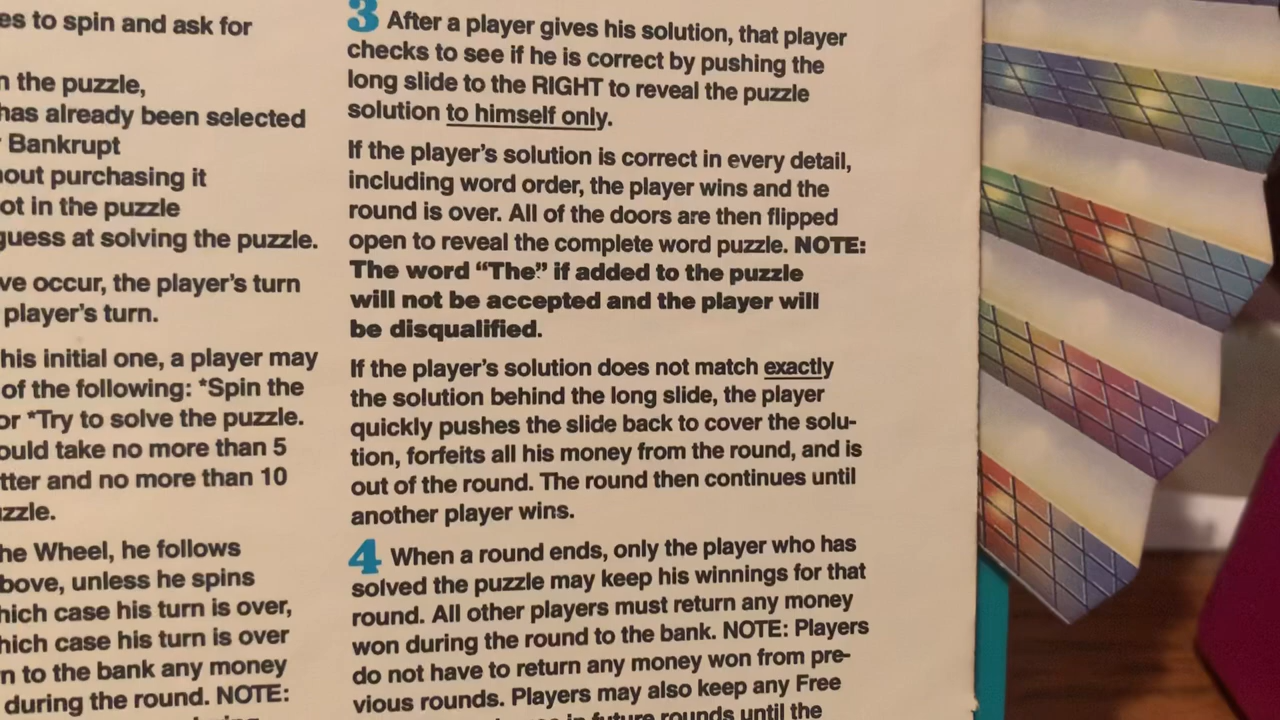 es to spin and ask for
n the puzzle,
has already been selected
Bankrupt
out purchasing it
ot in the puzzle
guess at solving the puzzle.
ve occur, the player's turn
player's turn.
his initial one, a player may
of the following: *Spin the
or *Try to solve the puzzle.
ould take no more than 5
tter and no more than 10
zzle.
he Wheel, he follows
bove, unless he spins
hich case his turn is over,
hich case his turn is over
n to the bank any money
during the round. NOTE:
3 After a player gives his solution, that player
checks to see if he is correct by pushing the
long slide to the RIGHT to reveal the puzzle
solution to himself only.
If the player's solution is correct in every detail,
including word order, the player wins and the
round is over. All of the doors are then flipped
open to reveal the complete word puzzle. NOTE:
The word “The” if added to the puzzle
will not be accepted and the player will
be disqualified.
If the player's solution does not match exactly
the solution behind the long slide, the player
quickly pushes the slide back to cover the solu-
tion, forfeits all his money from the round, and is
out of the round. The round then continues until
another player wins.
4 When a round ends, only the player who has
solved the puzzle may keep his winnings for that
round. All other players must return any money
won during the round to the bank. NOTE: Players
do not have to return any money won from pre-
vious rounds. Players may also keep any Free
in future rounds until the